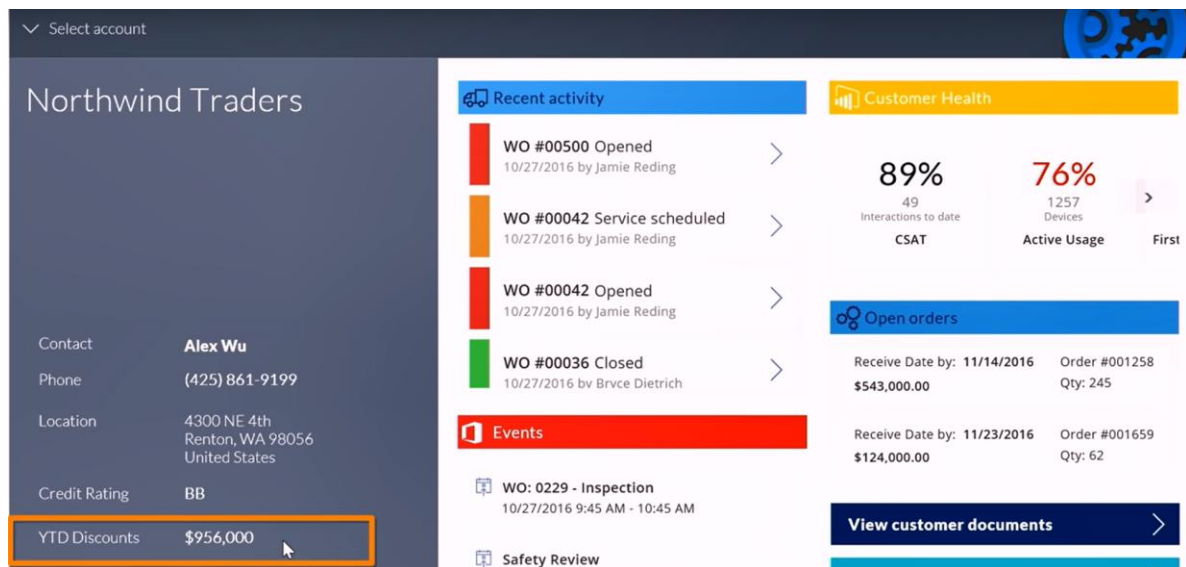 Select account
Northwind Traders
Contact Alex Wu
Phone (425) 861-9199
Location 4300 NE 4th
Renton, WA 98056
United States
Credit Rating BB
YTD Discounts $956,000
Recent activity
WO #00500 Opened
10/27/2016 by Jamie Reding
WO #00042 Service scheduled
10/27/2016 by Jamie Reding
WO #00042 Opened
10/27/2016 by Jamie Reding
WO #00036 Closed
10/27/2016 by Bryce Dietrich
Events
WO: 0229 - Inspection
10/27/2016 9:45 AM - 10:45 AM
Safety Review
Customer Health
89%
49
Interactions to date
CSAT
76%
1257
Devices
Active Usage
First
Open orders
Receive Date by: 11/14/2016 Order #001258
$543,000.00 Qty: 245
Receive Date by: 11/23/2016 Order #001659
$124,000.00 Qty: 62
View customer documents